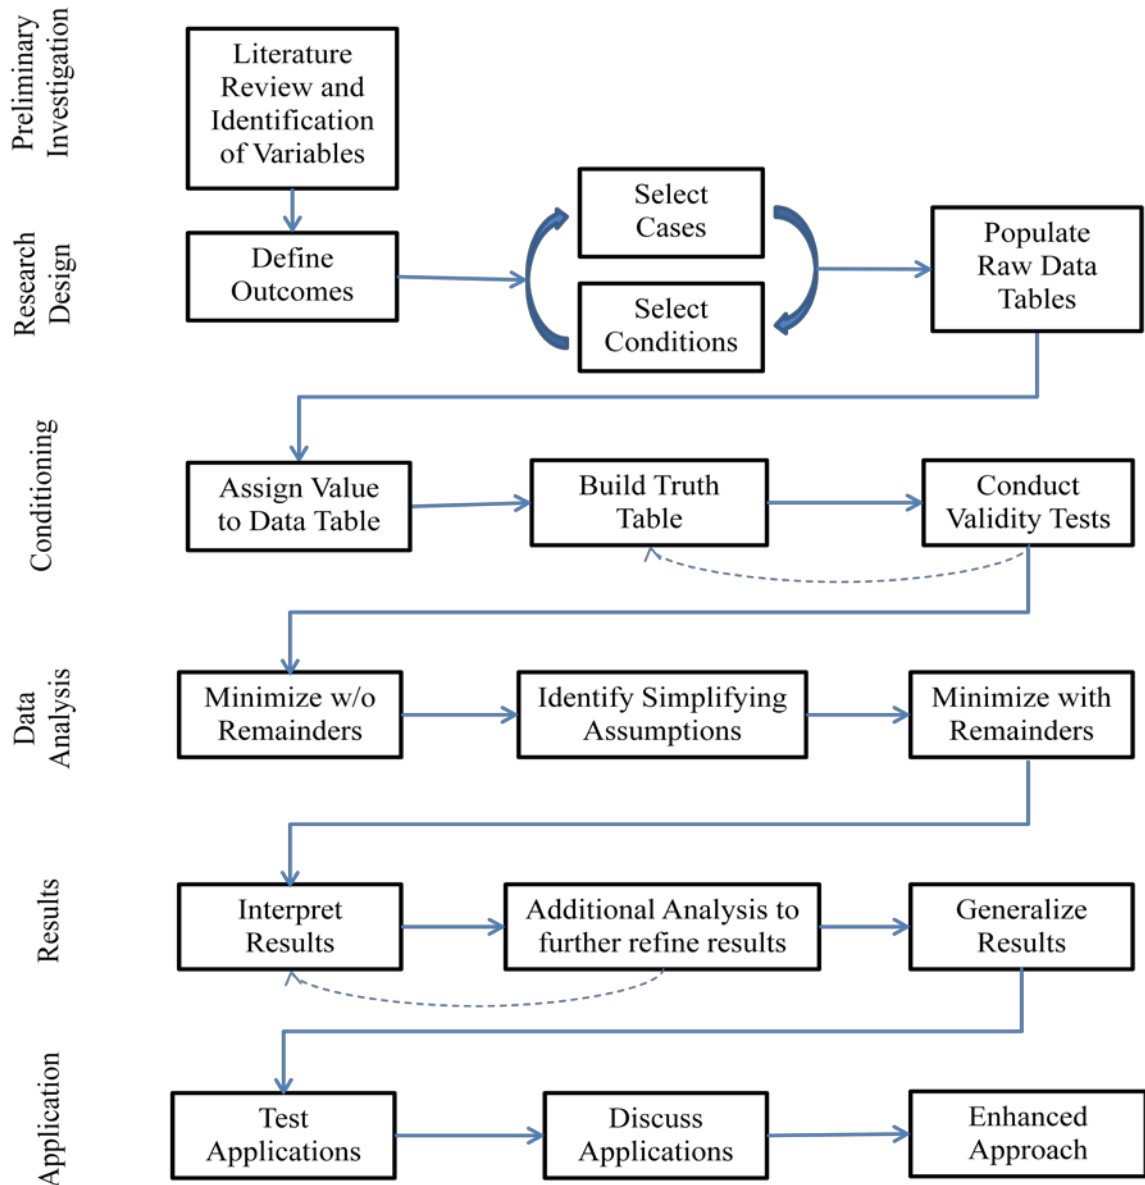 Preliminary
Investigation
Literature
Review and
Identification
of Variables
Research
Design
Define
Outcomes
Select
Cases
Select
Conditions
Populate
Raw Data
Tables
Conditioning
Assign Value
to Data Table
Build Truth
Table
Conduct
Validity Tests
Data
Analysis
Minimize w/o
Remainders
Identify Simplifying
Assumptions
Minimize with
Remainders
Results
Interpret
Results
Additional Analysis to
further refine results
Generalize
Results
Application
Test
Applications
Discuss
Applications
Enhanced
Approach